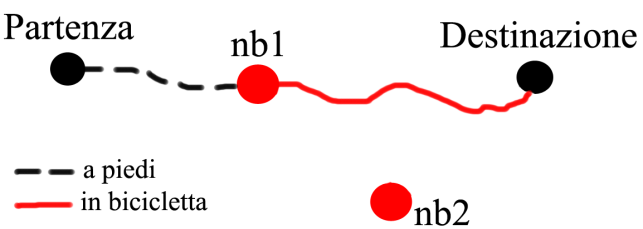 Partenza
nb1
Destinazione
a piedi
in bicicletta
nb2